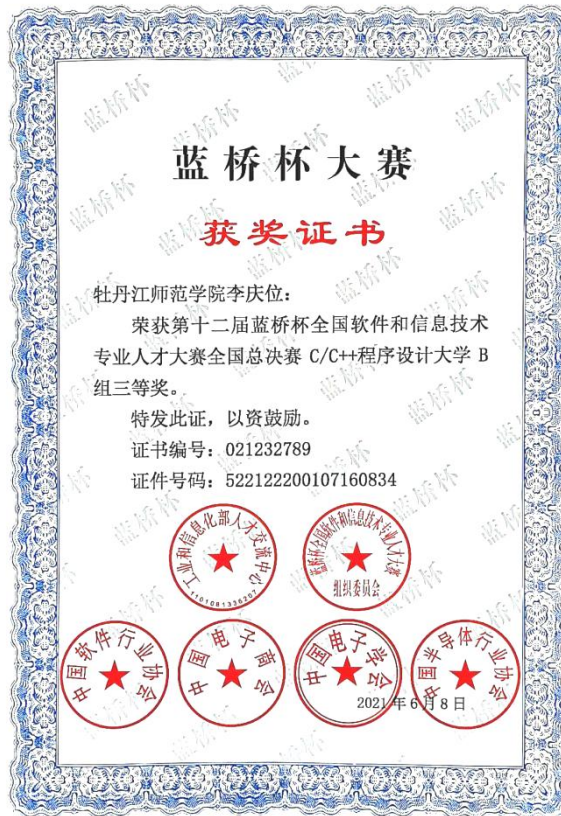 蓝桥杯大赛
获奖证书
牡丹江师范学院李庆位：
荣获第十二届蓝桥杯全国软件和信息技术
专业人才大赛全国总决赛 C/C++程序设计大学 B
组三等奖。
特发此证，以资鼓励。
证书编号：021232789
证件号码：522122200107160834
工业和信息化部人才交流中心
1101081336207
蓝桥杯全国软件和信息技术专业人才大赛
组织委员会
中国软件行业协会
中国电子商会
中国电子学会
中国半导体行业协会
2021年6月8日